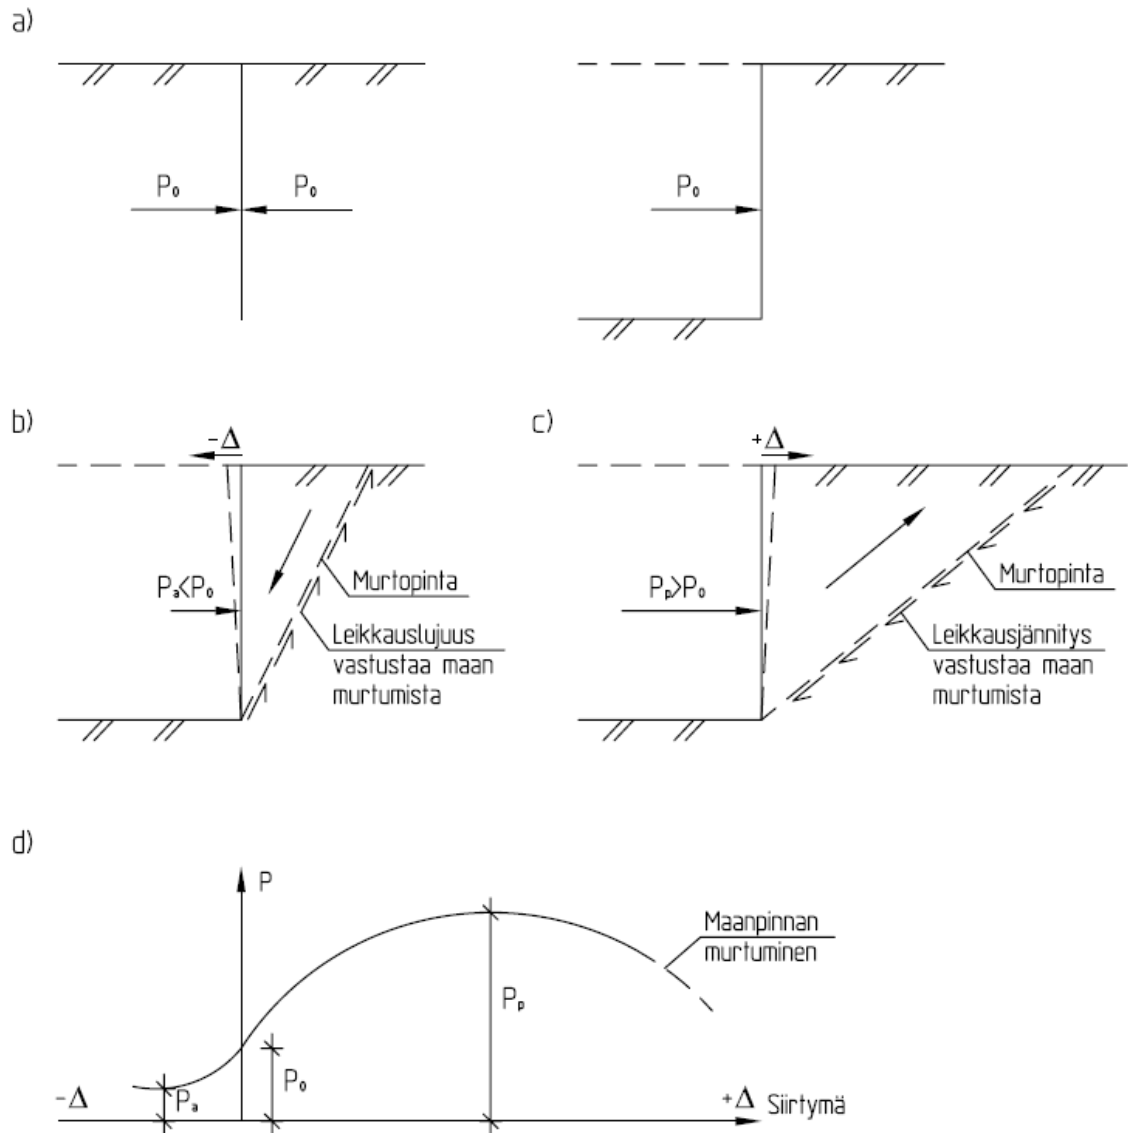 a)
P₀
P₀
P₀
b)
-Δ
Pₐ<P₀
Murtopinta
Leikkauslujuus
vastustaa maan
murtumista
c)
+Δ
Pₚ>P₀
Murtopinta
Leikkausjännitys
vastustaa maan
murtumista
d)
P
Maanpinnan
murtuminen
Pₚ
P₀
Pₐ
-Δ
+Δ Siirtymä